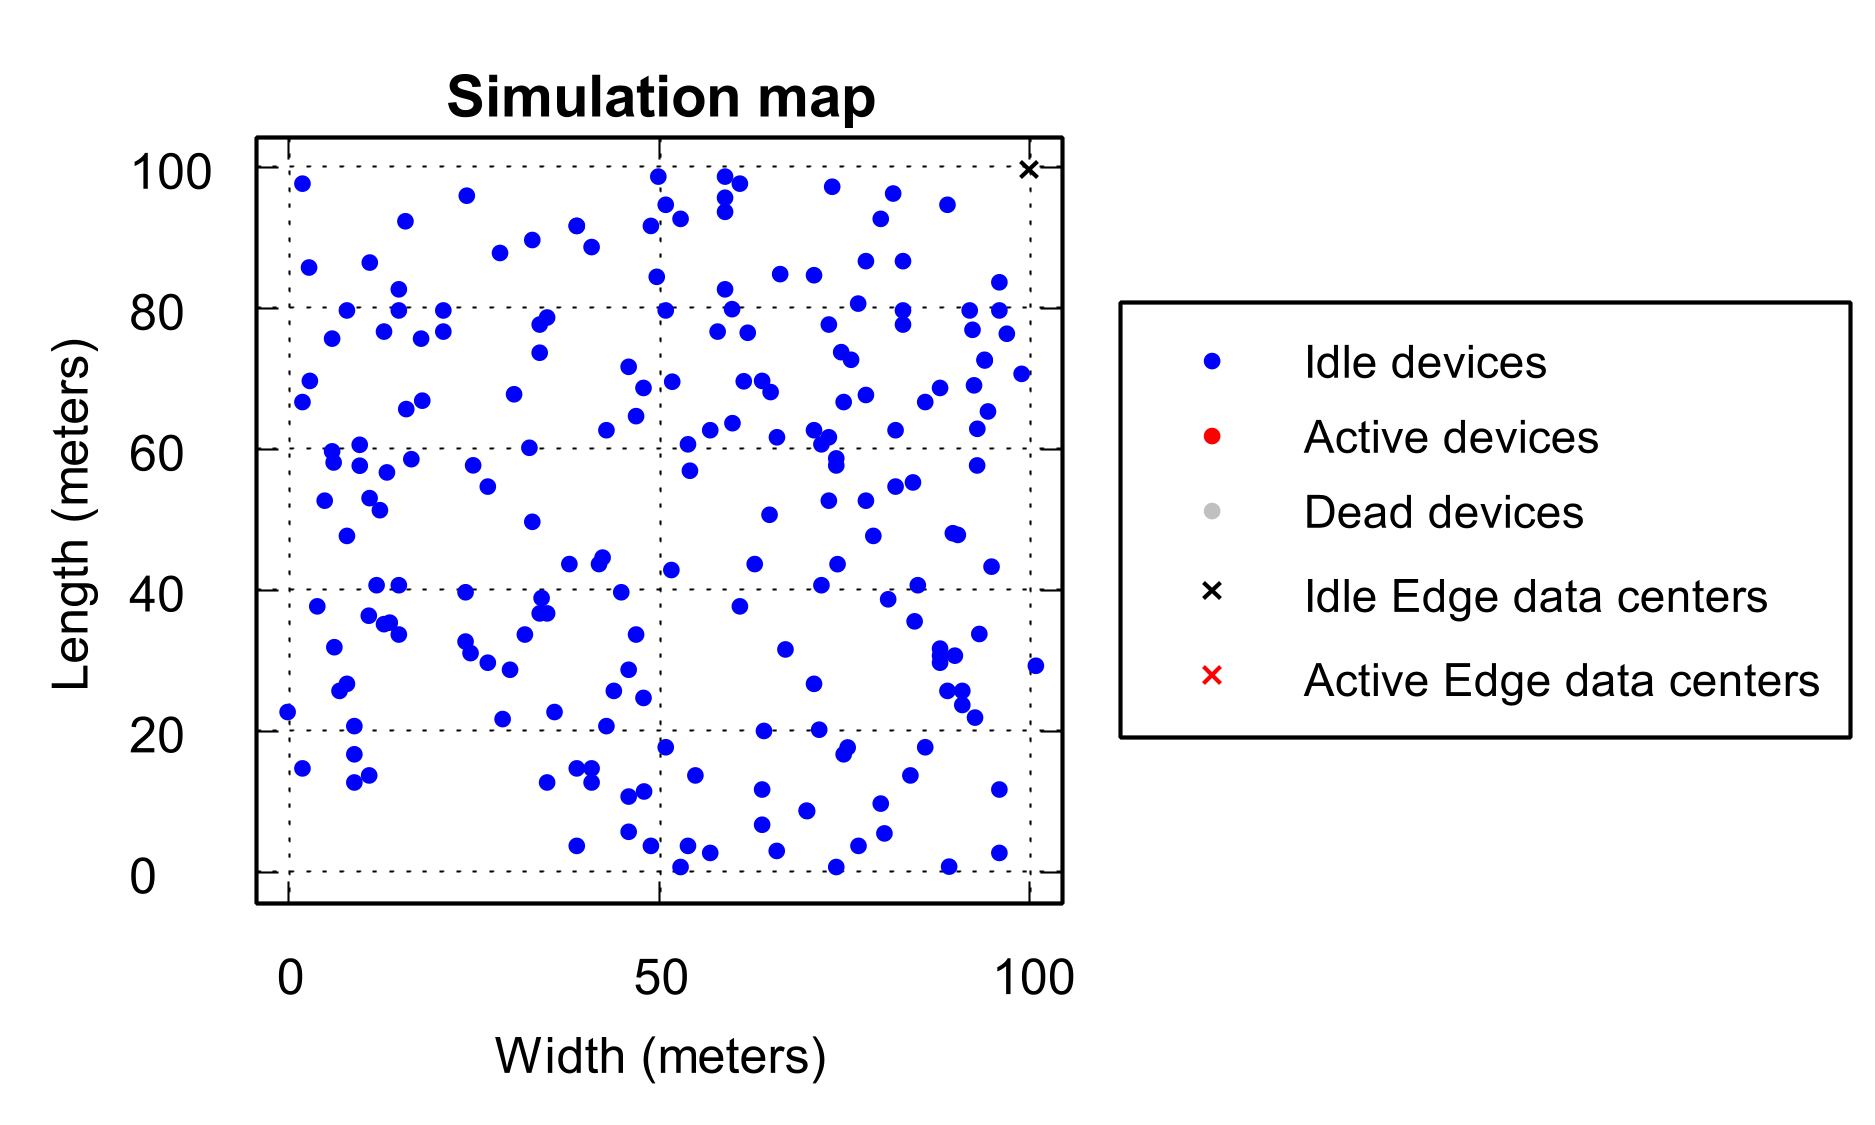 Simulation map
100
80
60
40
20
0
Length (meters)
0 50 100
Width (meters)
Idle devices
Active devices
Dead devices
Idle Edge data centers
Active Edge data centers